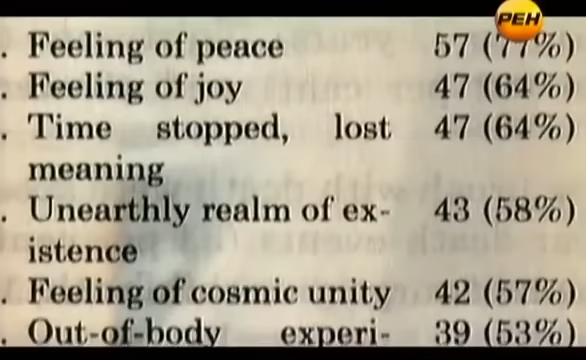 РЕН
. Feeling of peace 57 (77%)
. Feeling of joy 47 (64%)
. Time stopped, lost 47 (64%)
meaning
. Unearthly realm of ex- 43 (58%)
istence
. Feeling of cosmic unity 42 (57%)
. Out-of-body experi- 39 (53%)